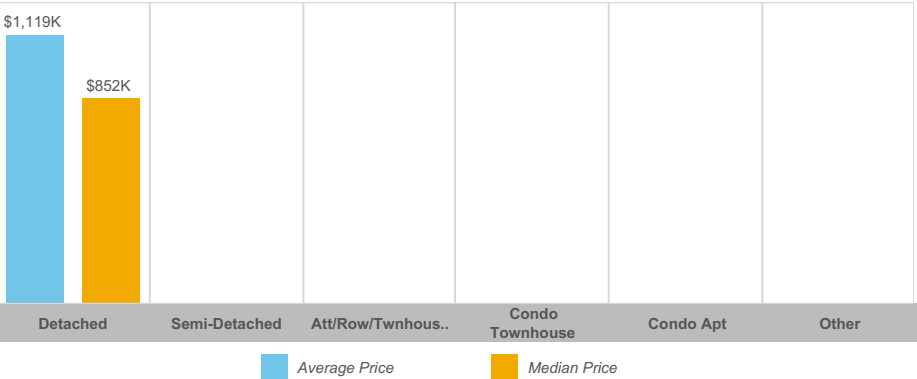 $1,119K
$852K
Detached
Semi-Detached
Att/Row/Twnhous..
Condo
Townhouse
Condo Apt
Other
Average Price
Median Price